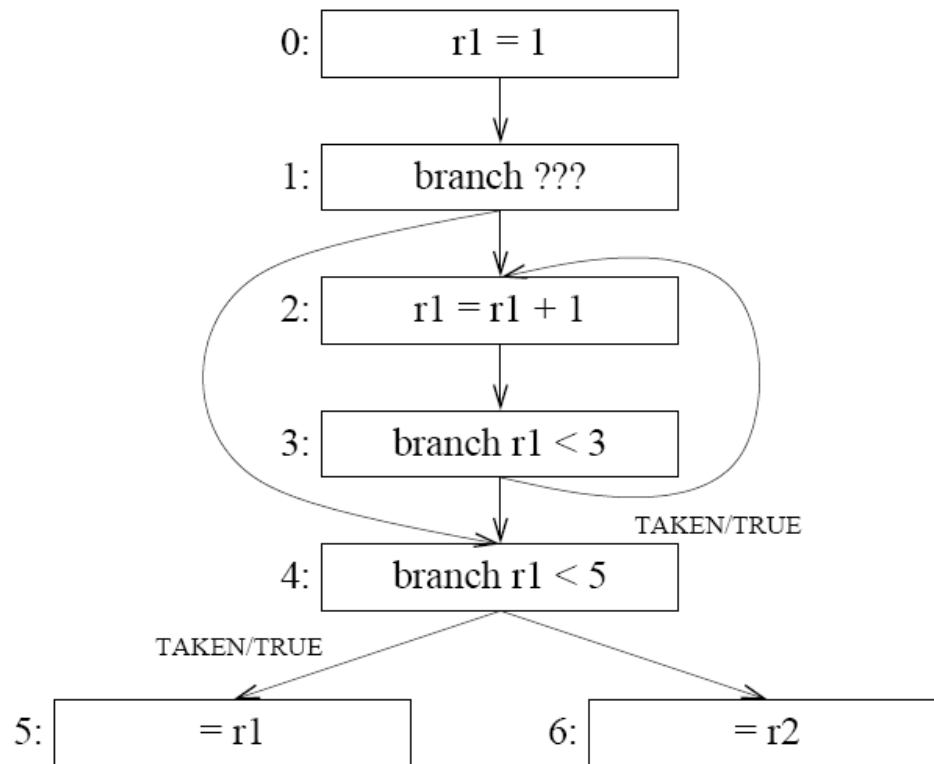 0: r1 = 1
1: branch ???
2: r1 = r1 + 1
3: branch r1 < 3
TAKEN/TRUE
4: branch r1 < 5
TAKEN/TRUE
5: = r1 6: = r2